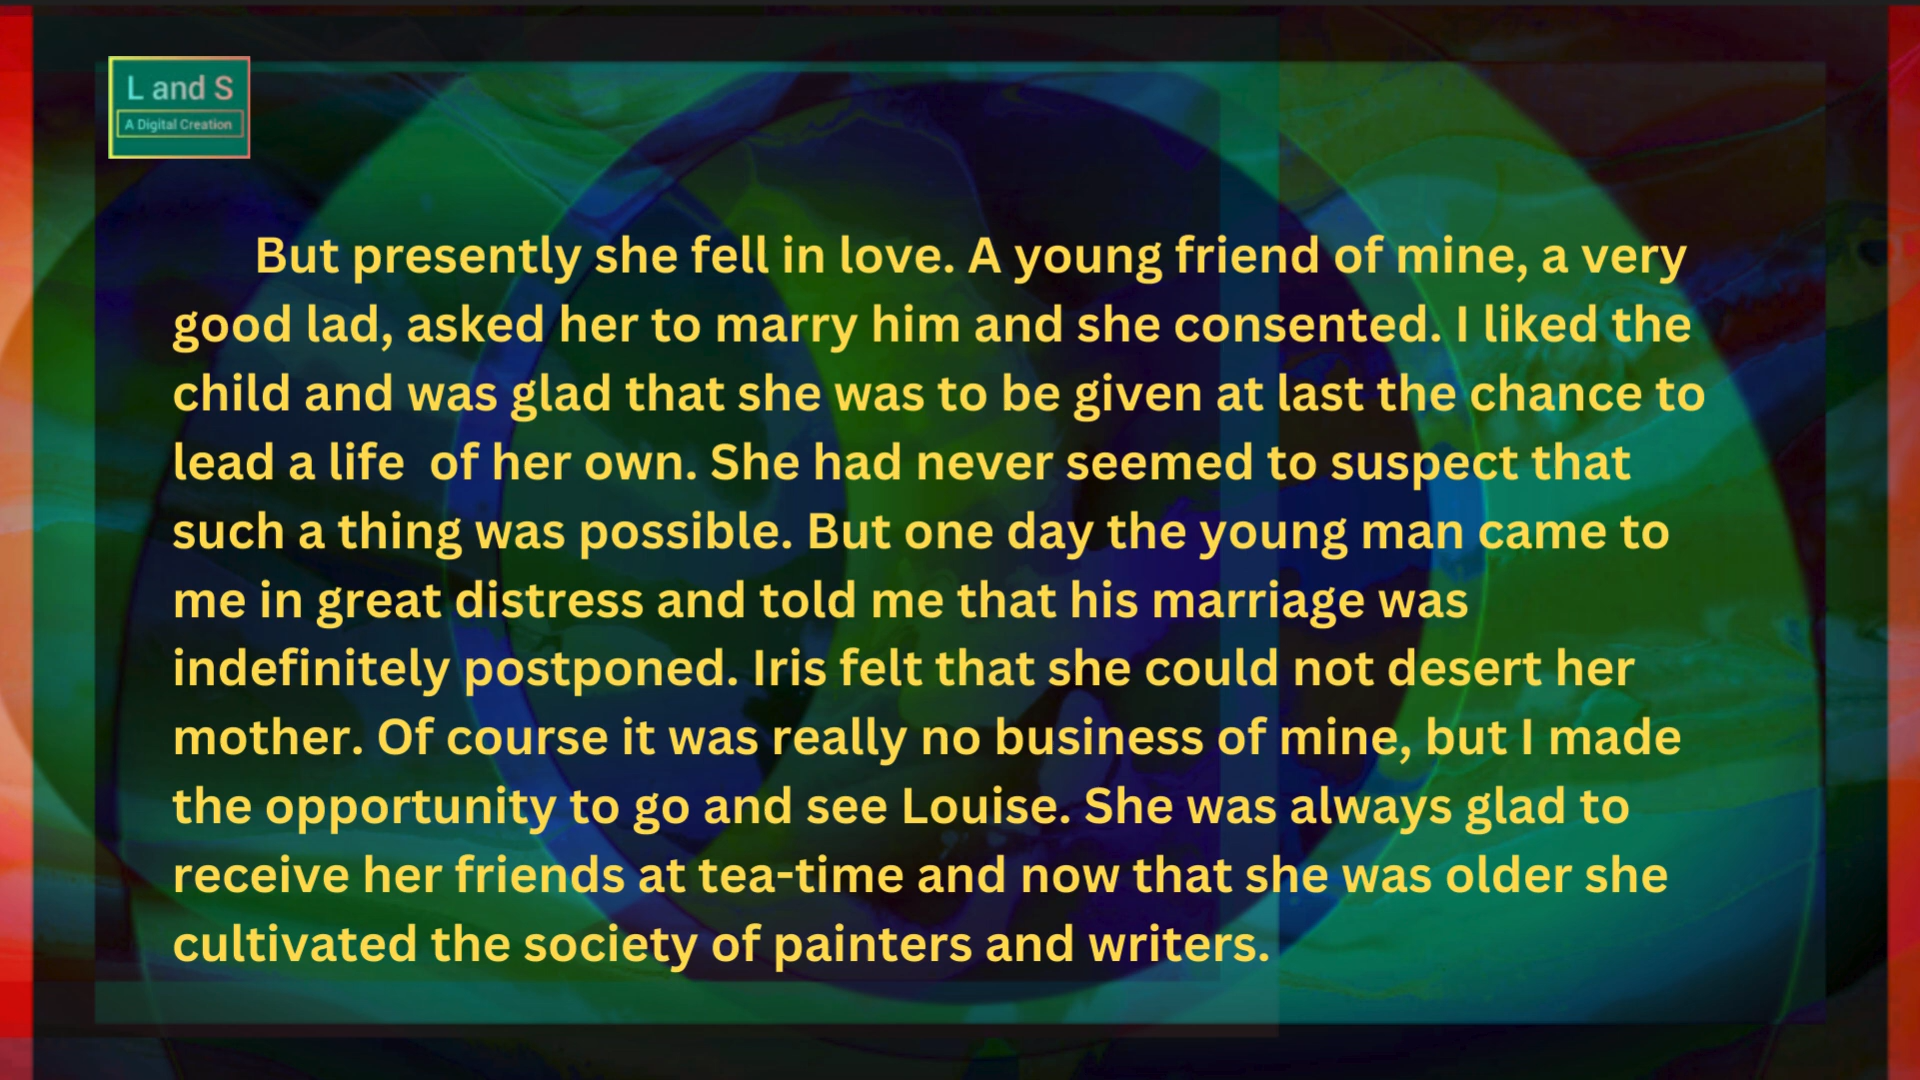 L and S
A Digital Creation
But presently she fell in love. A young friend of mine, a very
good lad, asked her to marry him and she consented. I liked the
child and was glad that she was to be given at last the chance to
lead a life  of her own. She had never seemed to suspect that
such a thing was possible. But one day the young man came to
me in great distress and told me that his marriage was
indefinitely postponed. Iris felt that she could not desert her
mother. Of course it was really no business of mine, but I made
the opportunity to go and see Louise. She was always glad to
receive her friends at tea-time and now that she was older she
cultivated the society of painters and writers.